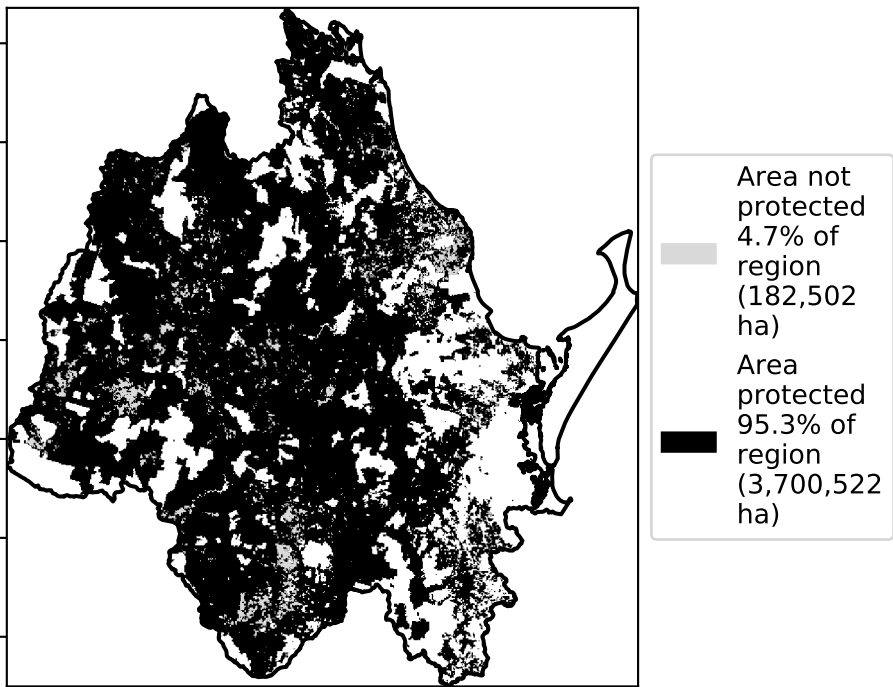 Area not
protected
4.7% of
region
(182,502
ha)
Area
protected
95.3% of
region
(3,700,522
ha)